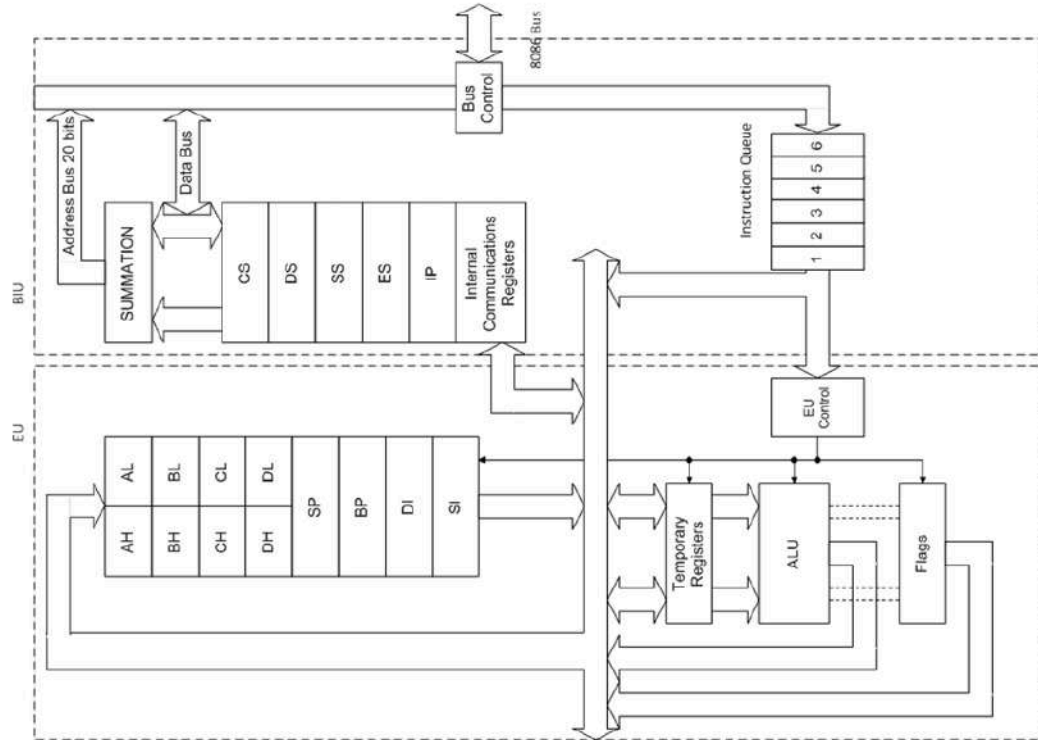 EU
BIU
AH
AL
BH
BL
CH
CL
DH
DL
SP
BP
DI
SI
SUMMATION
Address Bus 20 bits
Data Bus
CS
DS
SS
ES
IP
Internal
Communications
Registers
Bus
Control
8086 Bus
Temporary
Registers
ALU
Flags
EU
Control
Instruction Queue
1
2
3
4
5
6